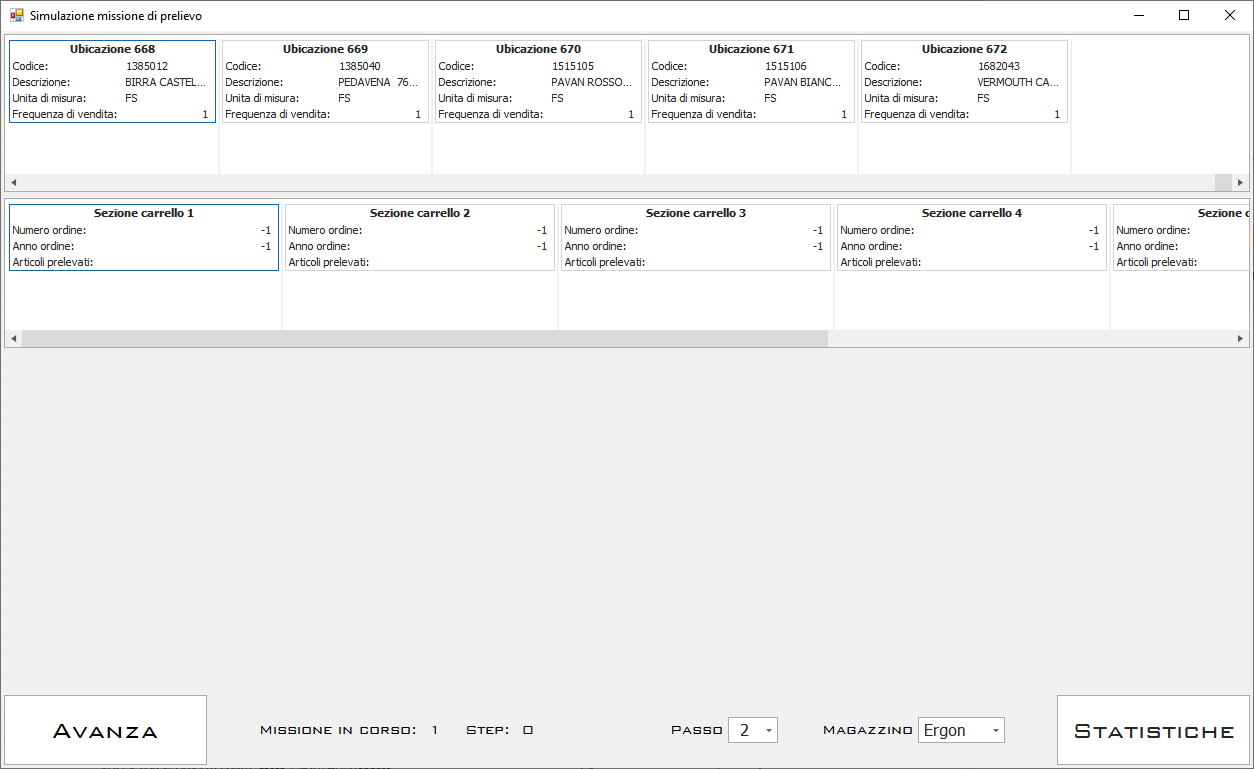 Simulazione missione di prelievo
Ubicazione 668 Ubicazione 669 Ubicazione 670 Ubicazione 671 Ubicazione 672
Codice: 1385012 Codice: 1385040 Codice: 1515105 Codice: 1515106 Codice: 1682043
Descrizione: BIRRA CASTEL... Descrizione: PEDAVENA 76... Descrizione: PAVAN ROSSO... Descrizione: PAVAN BIANC... Descrizione: VERMOUTH CA...
Unita di misura: FS Unita di misura: FS Unita di misura: FS Unita di misura: FS Unita di misura: FS
Frequenza di vendita: 1 Frequenza di vendita: 1 Frequenza di vendita: 1 Frequenza di vendita: 1 Frequenza di vendita: 1
Sezione carrello 1 Sezione carrello 2 Sezione carrello 3 Sezione carrello 4 Sezione
Numero ordine: -1 Numero ordine: -1 Numero ordine: -1 Numero ordine: -1 Numero ordine:
Anno ordine: -1 Anno ordine: -1 Anno ordine: -1 Anno ordine: -1 Anno ordine:
Articoli prelevati: Articoli prelevati: Articoli prelevati: Articoli prelevati: Articoli prelevati:
Avanza Missione in corso: 1 Step: 0 Passo 2 Magazzino Ergon Statistiche